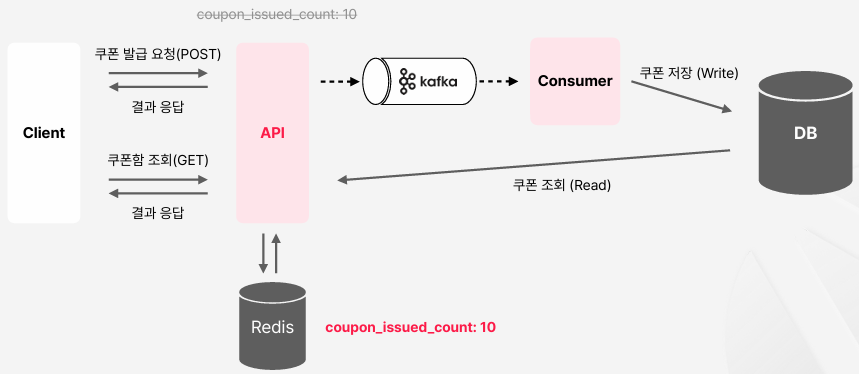 coupon_issued_count: 10
쿠폰 발급 요청(POST)
결과 응답
Client
API
kafka
Consumer
쿠폰 저장 (Write)
DB
쿠폰함 조회(GET)
결과 응답
쿠폰 조회 (Read)
Redis
coupon_issued_count: 10